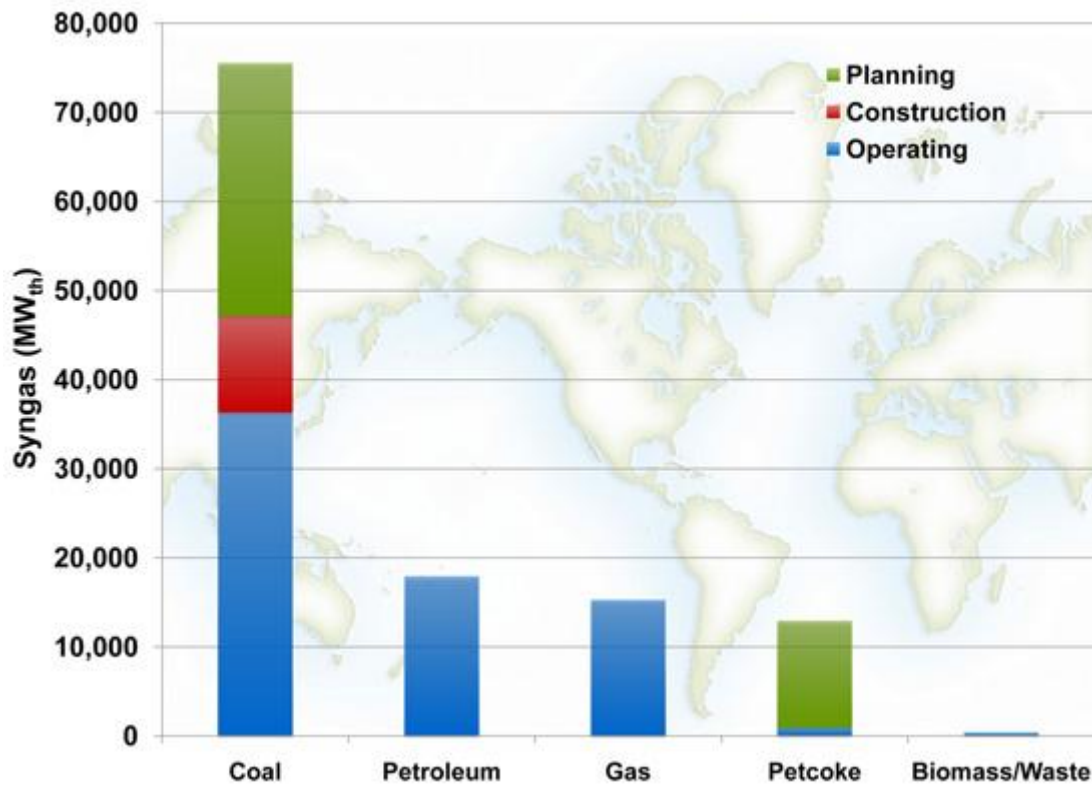 80,000
70,000
60,000
50,000
40,000
30,000
20,000
10,000
0
Syngas (MWth)
Planning
Construction
Operating
Coal Petroleum Gas Petcoke Biomass/Waste